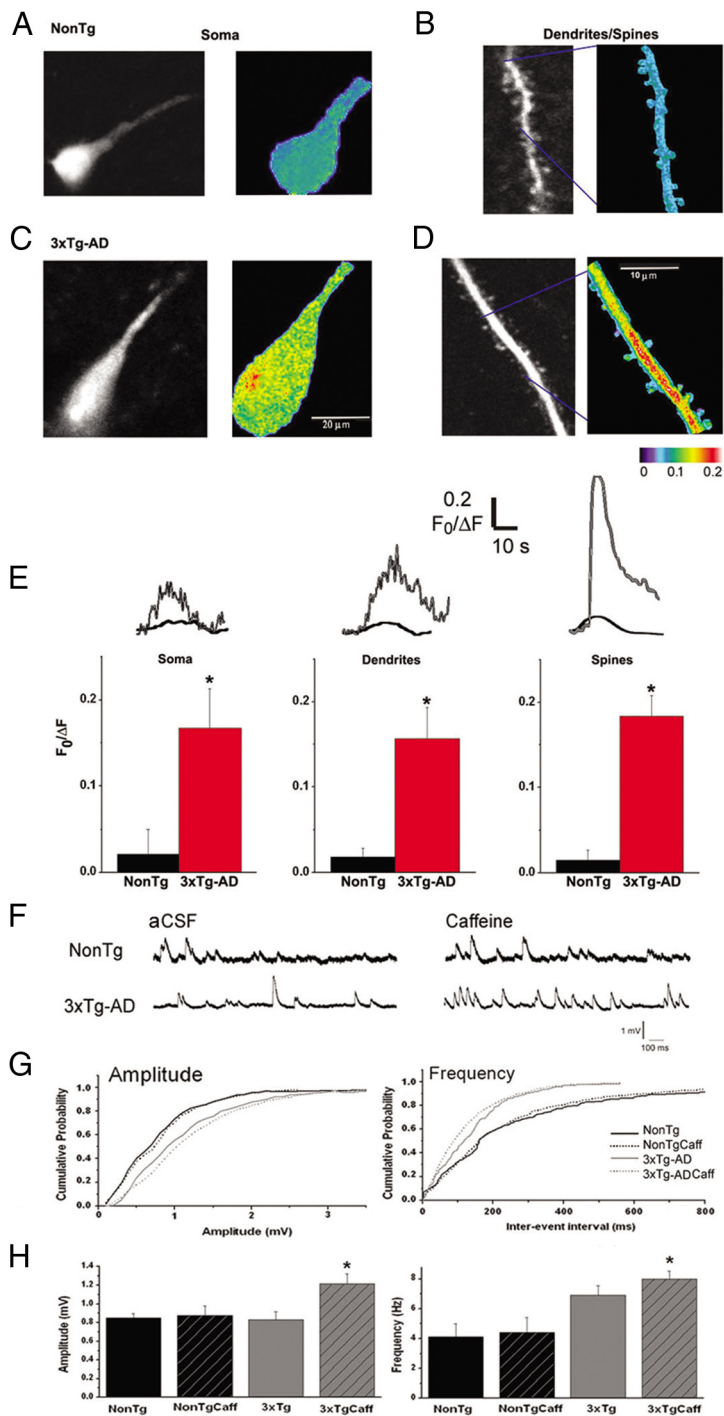 A
NonTg
Soma
B
Dendrites/Spines
C
3xTg-AD
20 µm
D
10 µm
0 0.1 0.2
0.2
F0/ΔF
10 s
E
Soma
Dendrites
Spines
F0/ΔF
0.2
0.1
0.0
*
NonTg 3xTg-AD
0.2
0.1
0.0
*
NonTg 3xTg-AD
0.2
0.1
0.0
*
NonTg 3xTg-AD
F
aCSF
Caffeine
NonTg
3xTg-AD
1 mV
100 ms
G
Amplitude
Cumulative Probability
1.0
0.8
0.6
0.4
0.2
0.0
0 1 2 3
Amplitude (mV)
Frequency
Cumulative Probability
1.0
0.8
0.6
0.4
0.2
0.0
0 200 400 600 800
Inter-event interval (ms)
NonTg
NonTgCaff
3xTg-AD
3xTg-ADCaff
H
Amplitude (mV)
1.4
1.2
1.0
0.8
0.6
0.4
0.2
0.0
*
NonTg NonTgCaff 3xTg 3xTgCaff
Frequency (Hz)
8
6
4
2
0
*
NonTg NonTgCaff 3xTg 3xTgCaff